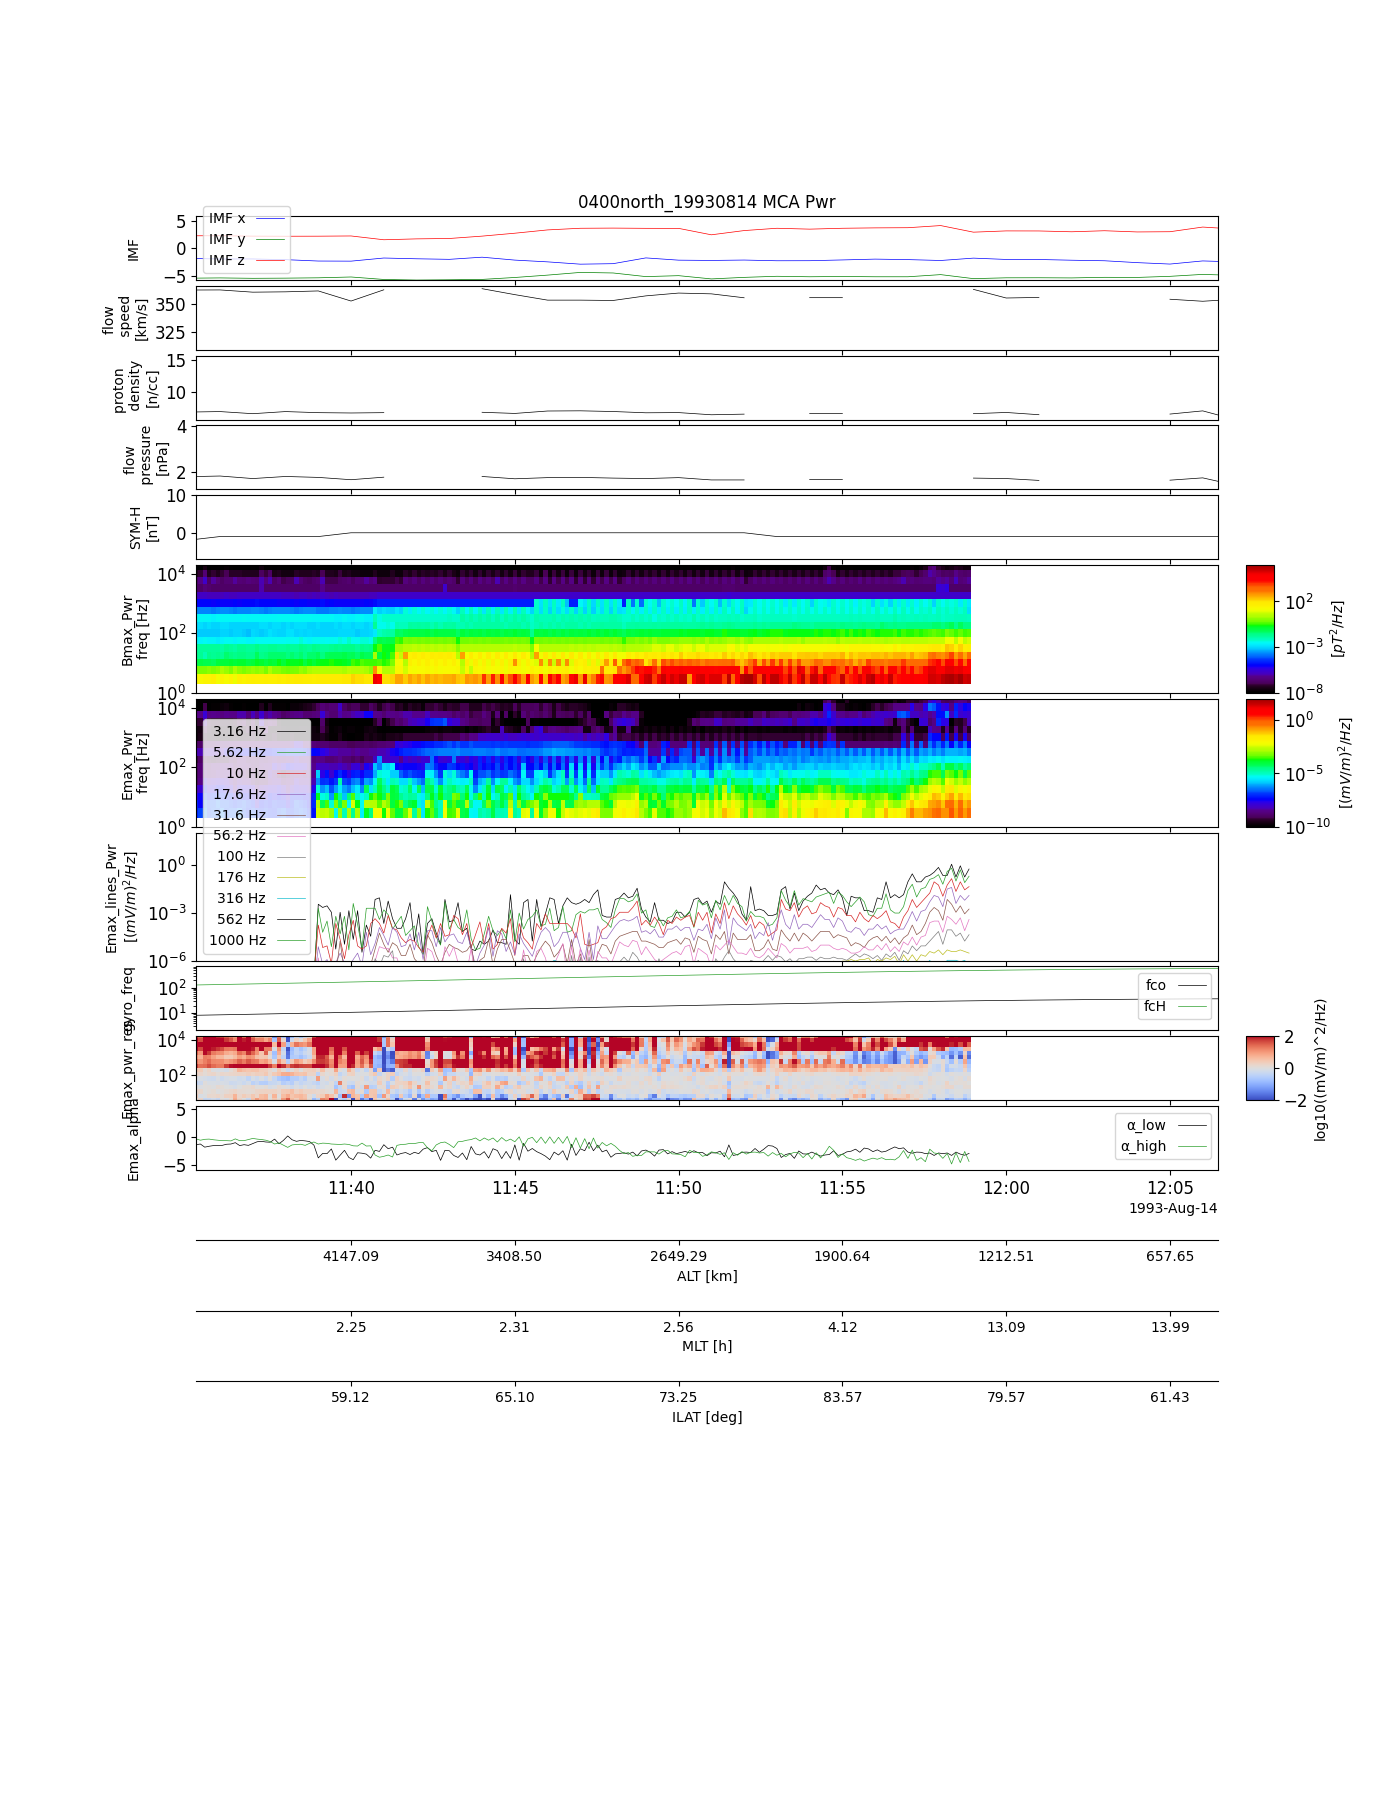 0400north_19930814 MCA Pwr
IMF
5
0
−5
IMF x
IMF y
IMF z
flow
speed
[km/s]
350
325
proton
density
[n/cc]
15
10
flow
pressure
[nPa]
4
2
SYM-H
[nT]
10
0
Bmax_Pwr
freq [Hz]
10^4
10^2
10^0
10^2
10^−3
10^−8
[pT^2/Hz]
Emax_Pwr
freq [Hz]
10^4
10^2
10^0
10^0
10^−5
10^−10
[(mV/m)^2/Hz]
3.16 Hz
5.62 Hz
10 Hz
17.6 Hz
31.6 Hz
56.2 Hz
100 Hz
176 Hz
316 Hz
562 Hz
1000 Hz
Emax_lines_Pwr
[(mV/m)^2/Hz]
10^0
10^−3
10^−6
gyro_freq
10^2
10^1
fco
fcH
Emax_pwr_req
10^4
10^2
2
0
−2
log10((mV/m)^2/Hz)
Emax_alpha
5
0
−5
α_low
α_high
11:40 11:45 11:50 11:55 12:00 12:05
1993-Aug-14
4147.09 3408.50 2649.29 1900.64 1212.51 657.65
ALT [km]
2.25 2.31 2.56 4.12 13.09 13.99
MLT [h]
59.12 65.10 73.25 83.57 79.57 61.43
ILAT [deg]